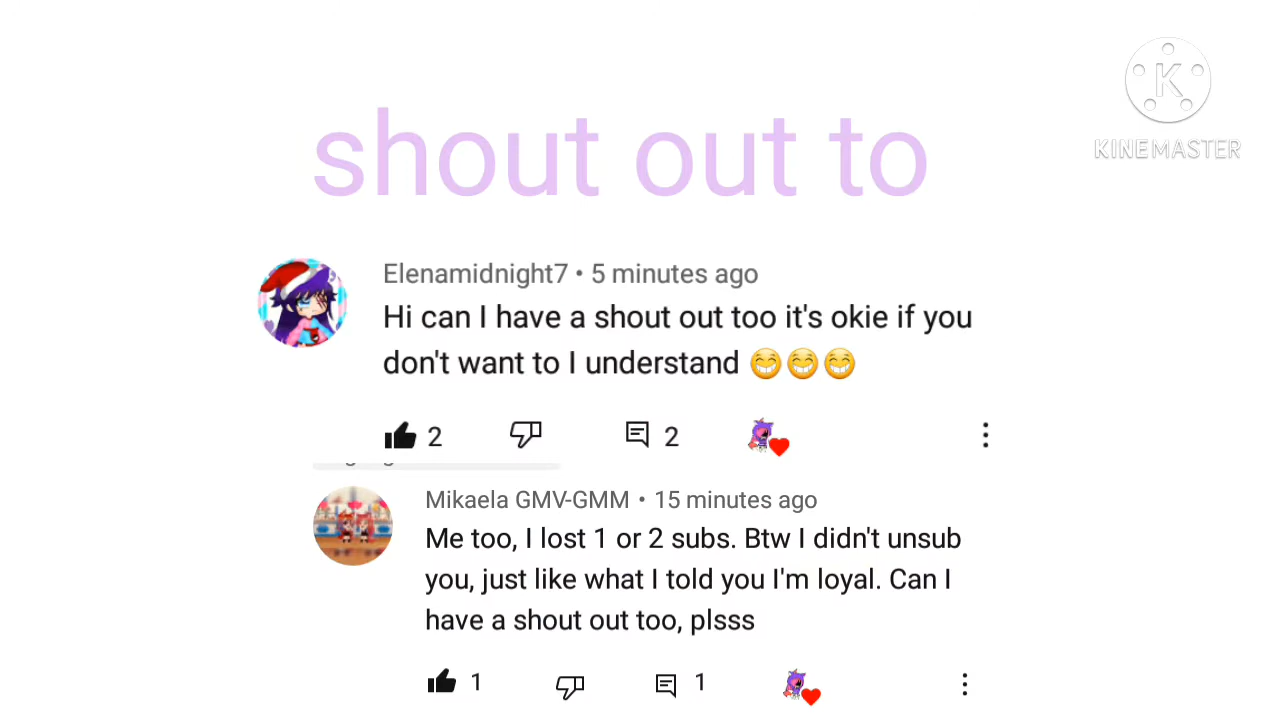 shout out to
K
KINEMASTER
Elenamidnight7 • 5 minutes ago
Hi can I have a shout out too it's okie if you
don't want to I understand 😁😁😁
2
2
Mikaela GMV-GMM • 15 minutes ago
Me too, I lost 1 or 2 subs. Btw I didn't unsub
you, just like what I told you I'm loyal. Can I
have a shout out too, plsss
1
1